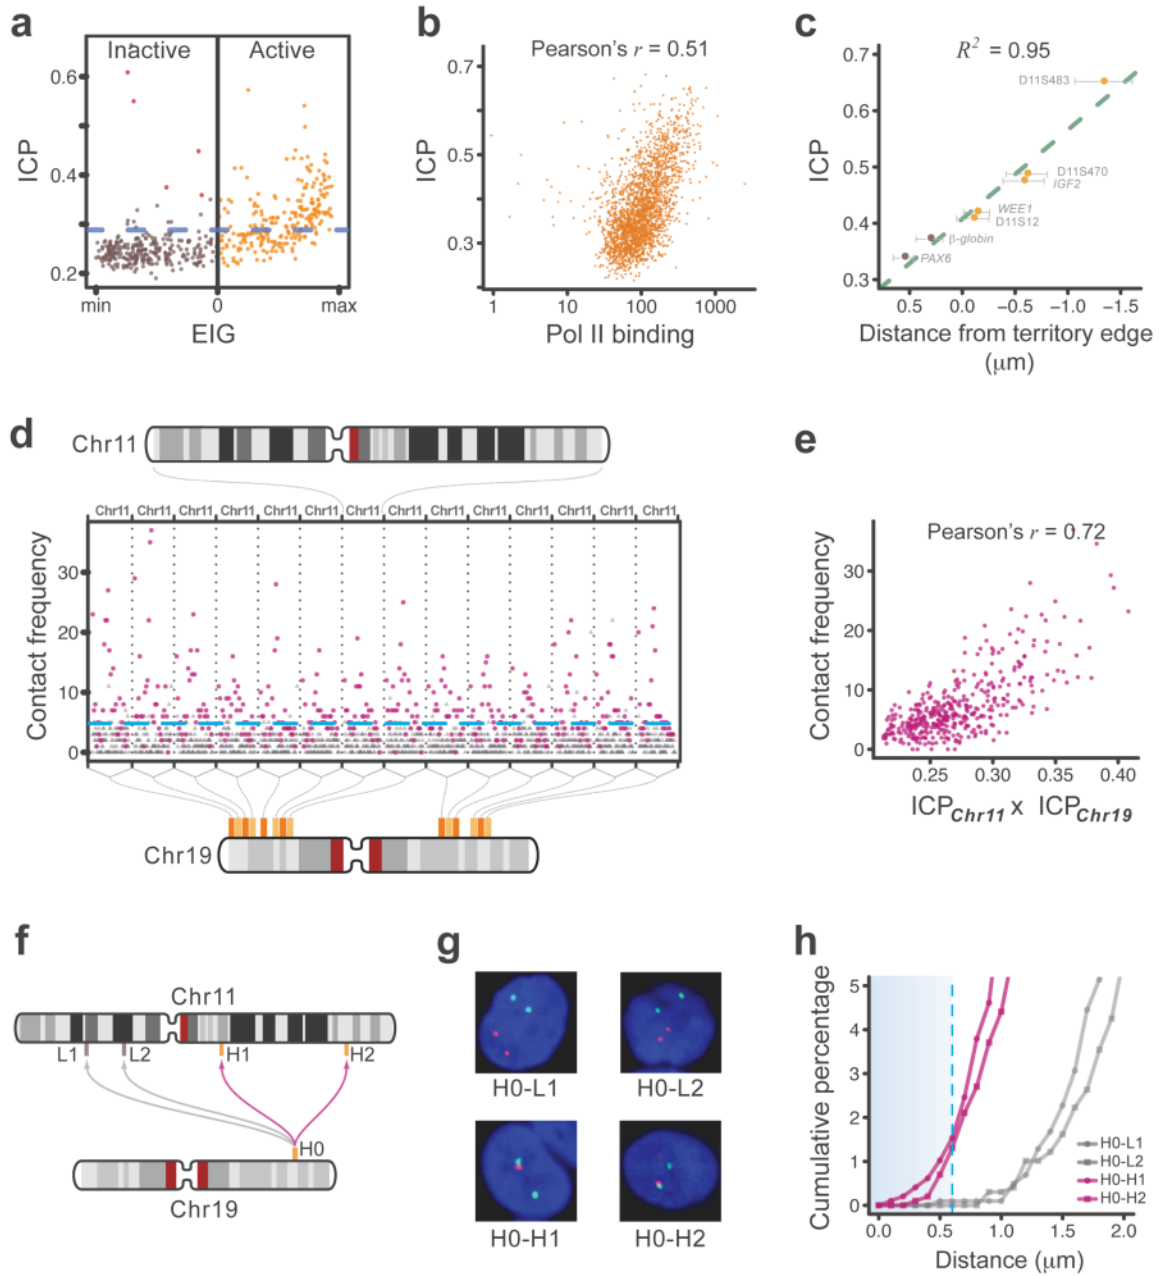 a
Inactive
Active
ICP
0.6
0.4
0.2
min
0
max
EIG
b
Pearson's r = 0.51
ICP
0.7
0.5
0.3
1
10
100
1000
Pol II binding
c
R² = 0.95
ICP
0.7
0.6
0.5
0.4
0.3
D11S483
D11S470
IGF2
WEE1
D11S12
β-globin
PAX6
0.5 0.0 −0.5 −1.0 −1.5
Distance from territory edge
(μm)
d
Chr11
Chr11 Chr11 Chr11 Chr11 Chr11 Chr11 Chr11 Chr11 Chr11 Chr11 Chr11 Chr11 Chr11 Chr11
Contact frequency
30
20
10
0
Chr19
e
Pearson's r = 0.72
Contact frequency
30
20
10
0
0.25 0.30 0.35 0.40
ICP Chr11 x ICP Chr19
f
Chr11
L1 L2 H1 H2
H0
Chr19
g
H0-L1
H0-L2
H0-H1
H0-H2
h
Cumulative percentage
5
4
3
2
1
0
H0-L1
H0-L2
H0-H1
H0-H2
0.0 0.5 1.0 1.5 2.0
Distance (μm)